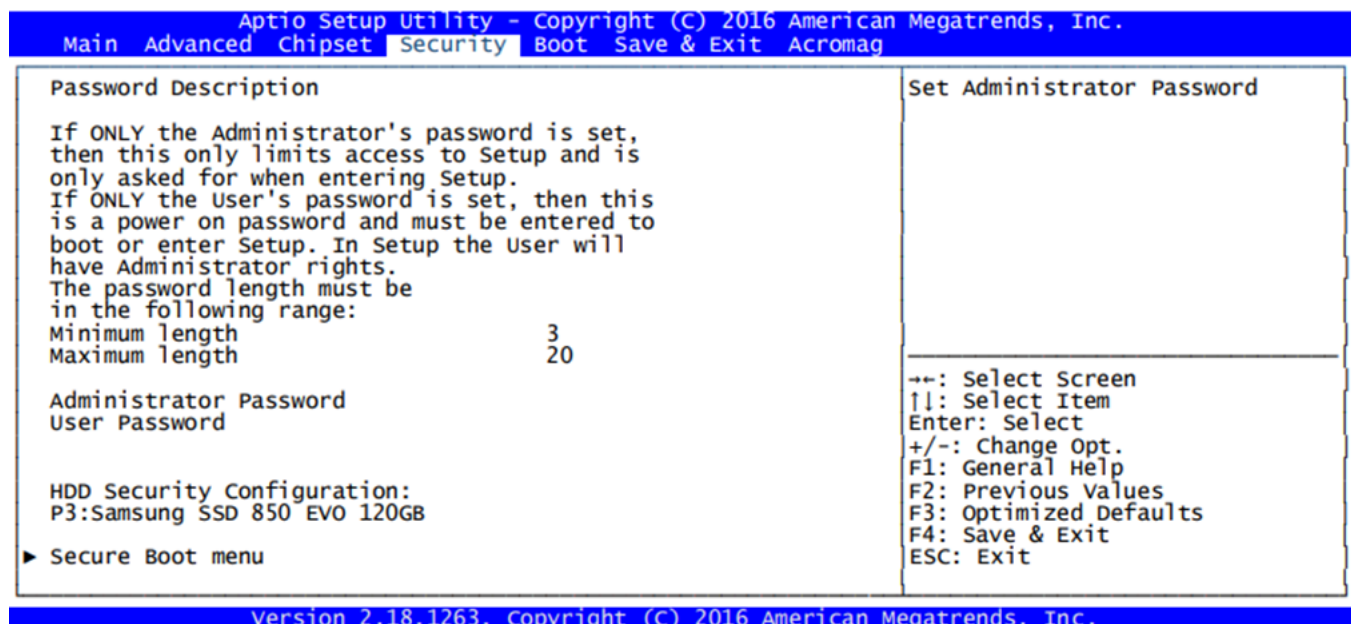 Aptio Setup Utility - Copyright (C) 2016 American Megatrends, Inc.
Main Advanced Chipset Security Boot Save & Exit Acromag
Password Description
If ONLY the Administrator's password is set,
then this only limits access to Setup and is
only asked for when entering Setup.
If ONLY the User's password is set, then this
is a power on password and must be entered to
boot or enter Setup. In Setup the User will
have Administrator rights.
The password length must be
in the following range:
Minimum length 3
Maximum length 20
Administrator Password
User Password
HDD Security Configuration:
P3:Samsung SSD 850 EVO 120GB
► Secure Boot menu
Set Administrator Password
→←: Select Screen
↑↓: Select Item
Enter: Select
+/-: Change Opt.
F1: General Help
F2: Previous Values
F3: Optimized Defaults
F4: Save & Exit
ESC: Exit
Version 2.18.1263. Copyright (C) 2016 American Megatrends, Inc.